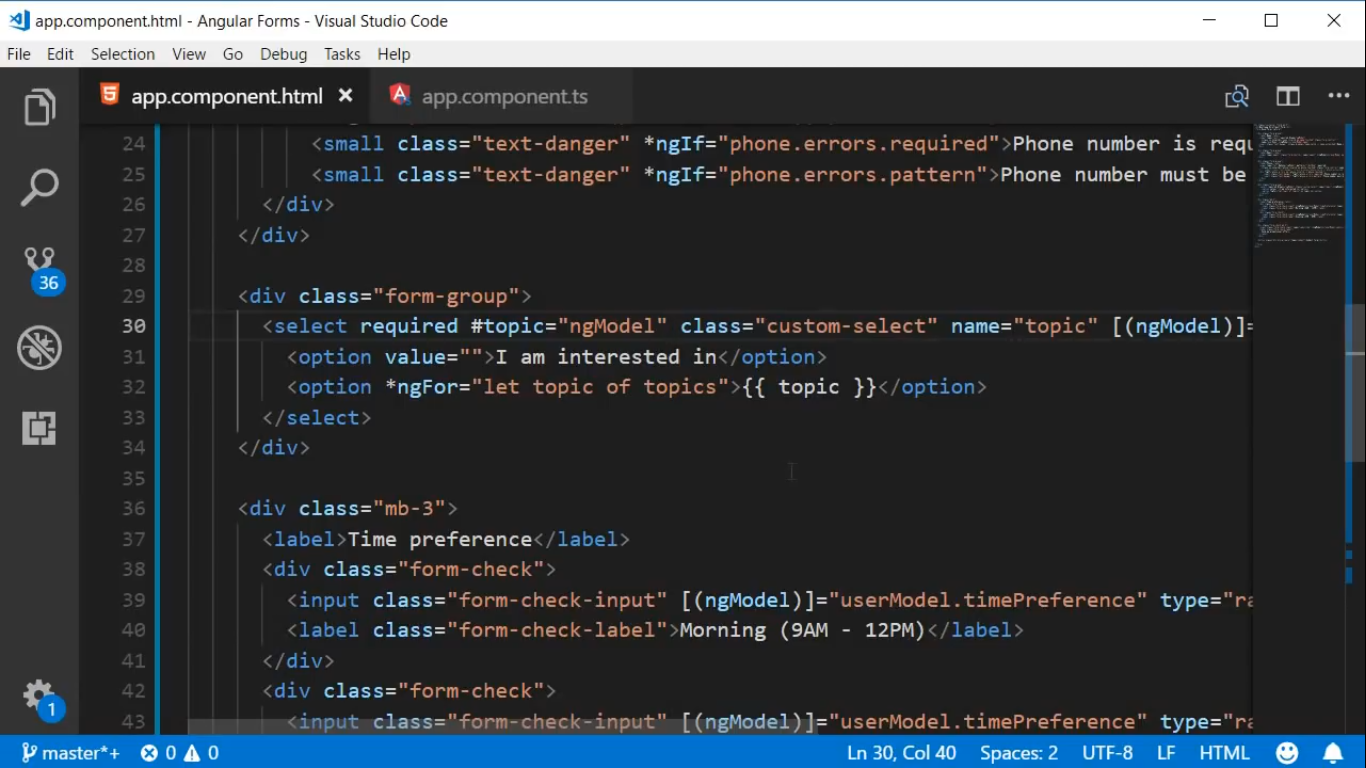 app.component.html - Angular Forms - Visual Studio Code
File Edit Selection View Go Debug Tasks Help
app.component.html app.component.ts
24 <small class="text-danger" *ngIf="phone.errors.required">Phone number is requ
25 <small class="text-danger" *ngIf="phone.errors.pattern">Phone number must be
26 </div>
27 </div>
28
29 <div class="form-group">
30 <select required #topic="ngModel" class="custom-select" name="topic" [(ngModel)]=
31 <option value="">I am interested in</option>
32 <option *ngFor="let topic of topics">{{ topic }}</option>
33 </select>
34 </div>
35
36 <div class="mb-3">
37 <label>Time preference</label>
38 <div class="form-check">
39 <input class="form-check-input" [(ngModel)]="userModel.timePreference" type="ra
40 <label class="form-check-label">Morning (9AM - 12PM)</label>
41 </div>
42 <div class="form-check">
43 <input class="form-check-input" [(ngModel)]="userModel.timePreference" type="ra
36
1
master*+ 0 0 Ln 30, Col 40 Spaces: 2 UTF-8 LF HTML